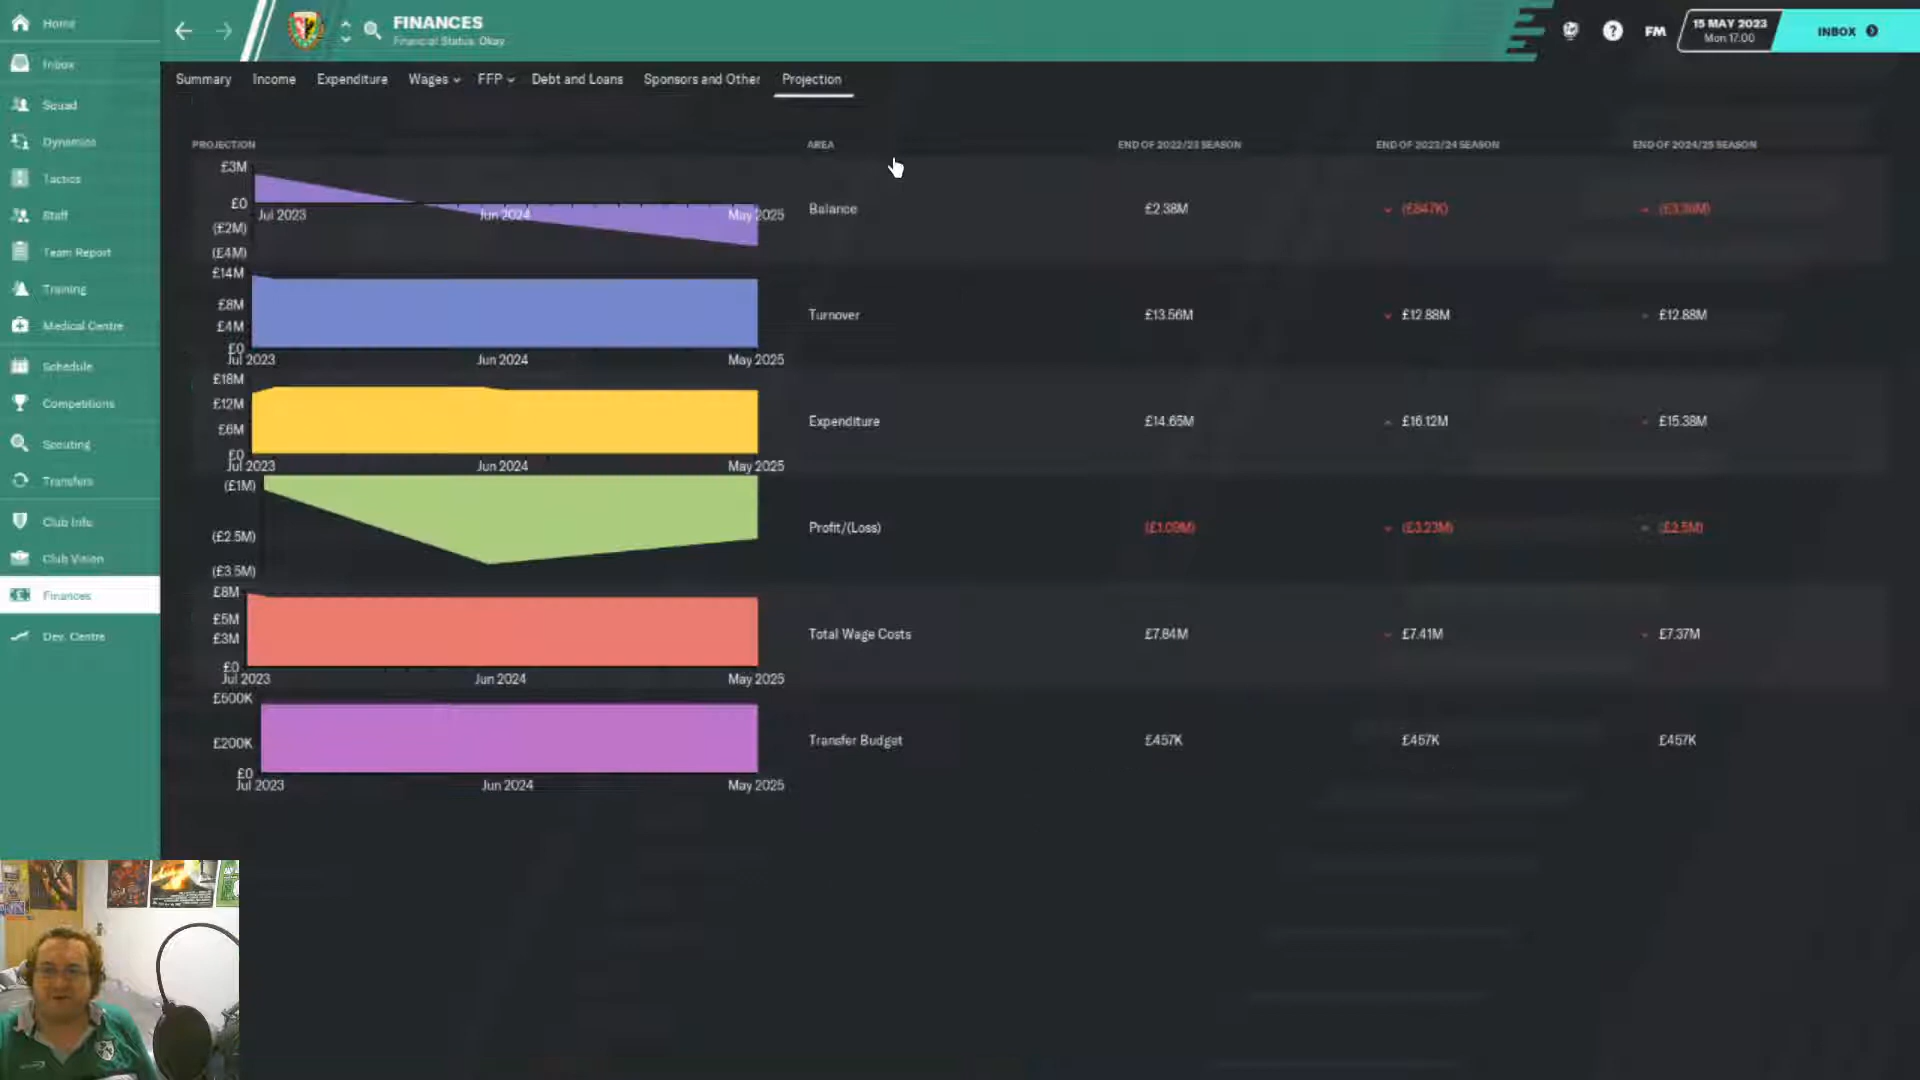 Home
Inbox
Squad
Dynamics
Tactics
Staff
Team Report
Training
Medical Centre
Schedule
Competitions
Scouting
Transfers
Club Info
Club Vision
Finances
Dev. Centre
FINANCES
Financial Status: Okay
FM
15 MAY 2023
Mon 17:00
INBOX
Summary Income Expenditure Wages FFP Debt and Loans Sponsors and Other Projection
PROJECTION AREA END OF 2022/23 SEASON END OF 2023/24 SEASON END OF 2024/25 SEASON
£3M
£0
(£2M)
(£4M)
Jul 2023 Jun 2024 May 2025
Balance £2.38M (£847K)
£14M
£8M
£4M
£0
Jul 2023 Jun 2024 May 2025
Turnover £13.56M £12.88M £12.88M
£18M
£12M
£6M
£0
Jul 2023 Jun 2024 May 2025
Expenditure £14.65M £16.12M £15.38M
(£1M)
(£2.5M)
(£3.5M)
Profit/(Loss) (£1.09M) (£3.23M) (£2.5M)
£8M
£5M
£3M
£0
Jul 2023 Jun 2024 May 2025
Total Wage Costs £7.84M £7.41M £7.37M
£500K
£200K
£0
Jul 2023 Jun 2024 May 2025
Transfer Budget £457K £457K £457K